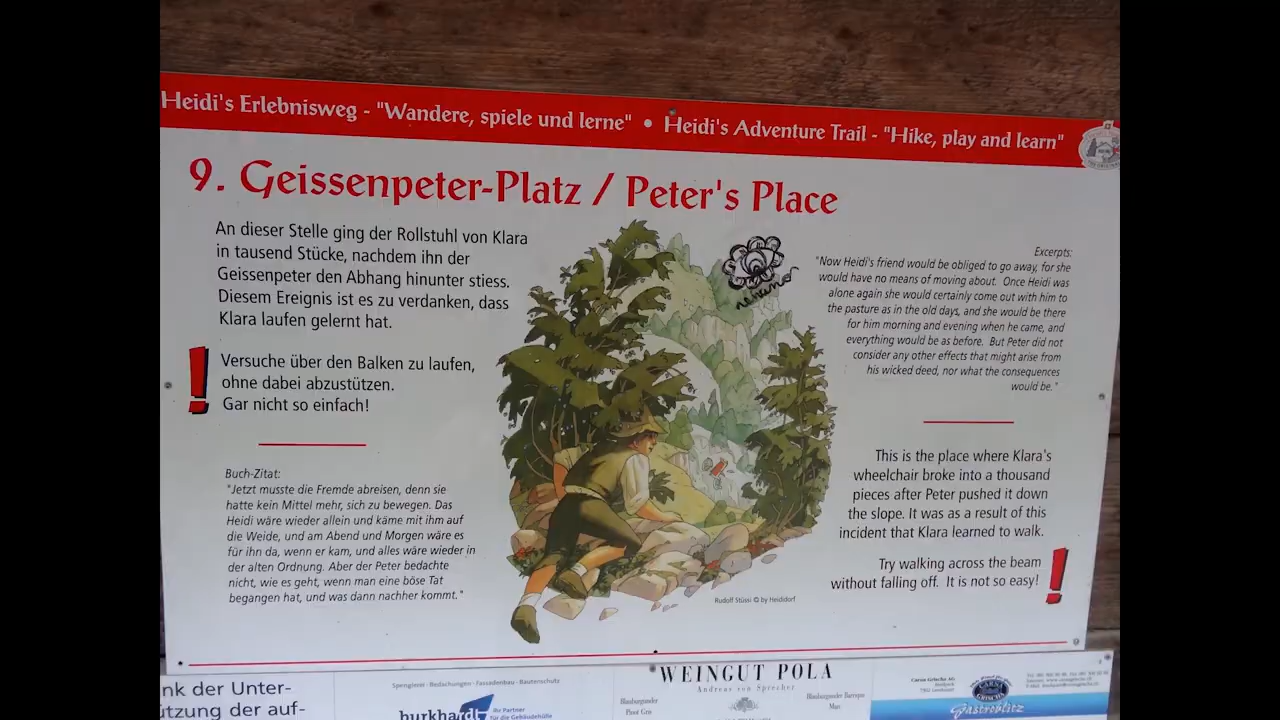 Heidi's Erlebnisweg - "Wandere, spiele und lerne" • Heidi's Adventure Trail - "Hike, play and learn"
9. Geissenpeter-Platz / Peter's Place
An dieser Stelle ging der Rollstuhl von Klara
in tausend Stücke, nachdem ihn der
Geissenpeter den Abhang hinunter stiess.
Diesem Ereignis ist es zu verdanken, dass
Klara laufen gelernt hat.
! Versuche über den Balken zu laufen,
ohne dabei abzustützen.
Gar nicht so einfach!
Buch-Zitat:
"Jetzt musste die Fremde abreisen, denn sie
hatte kein Mittel mehr, sich zu bewegen. Das
Heidi wäre wieder allein und käme mit ihm auf
die Weide, und am Abend und Morgen wäre es
für ihn da, wenn er kam, und alles wäre wieder in
der alten Ordnung. Aber der Peter bedachte
nicht, wie es geht, wenn man eine böse Tat
begangen hat, und was dann nachher kommt."
Rudolf Stüssi © by Heididorf
Excerpts:
"Now Heidi's friend would be obliged to go away, for she
would have no means of moving about. Once Heidi was
alone again she would certainly come out with him to
the pasture as in the old days, and she would be there
for him morning and evening when he came, and
everything would be as before. But Peter did not
consider any other effects that might arise from
his wicked deed, nor what the consequences
would be."
This is the place where Klara's
wheelchair broke into a thousand
pieces after Peter pushed it down
the slope. It was as a result of this
incident that Klara learned to walk.
Try walking across the beam
without falling off. It is not so easy! !
nk der Unter-
tzung der auf-
Spenglerei - Bedachungen - Fassadenbau - Bautenschutz
burkhardt
Ihr Partner
für die Gebäudehülle
WEINGUT POLA
Andreas von Sprecher
Blauburgunder
Pinot Gris
Blauburgunder Barrique
Casea Grischa AG
Gastroblitz